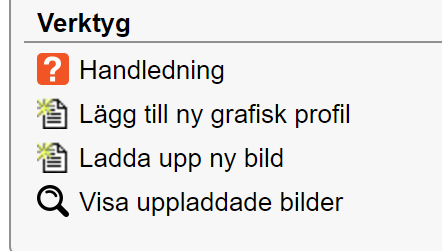 Verktyg
Handledning
Lägg till ny grafisk profil
Ladda upp ny bild
Visa uppladdade bilder